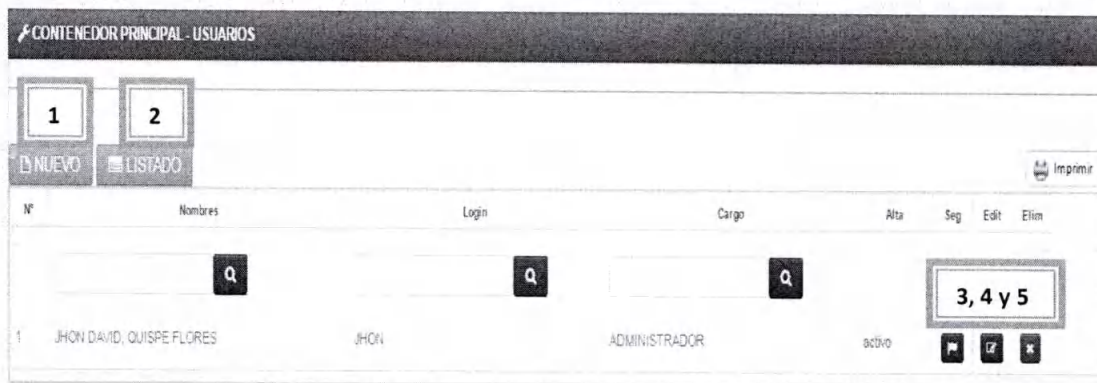 CONTENEDOR PRINCIPAL - USUARIOS
1 2
NUEVO LISTADO
Imprimir
N° Nombres Login Cargo Alta Seg Edit Elim
3, 4 y 5
1 JHON DAVID, QUISPE FLORES JHON ADMINISTRADOR activo